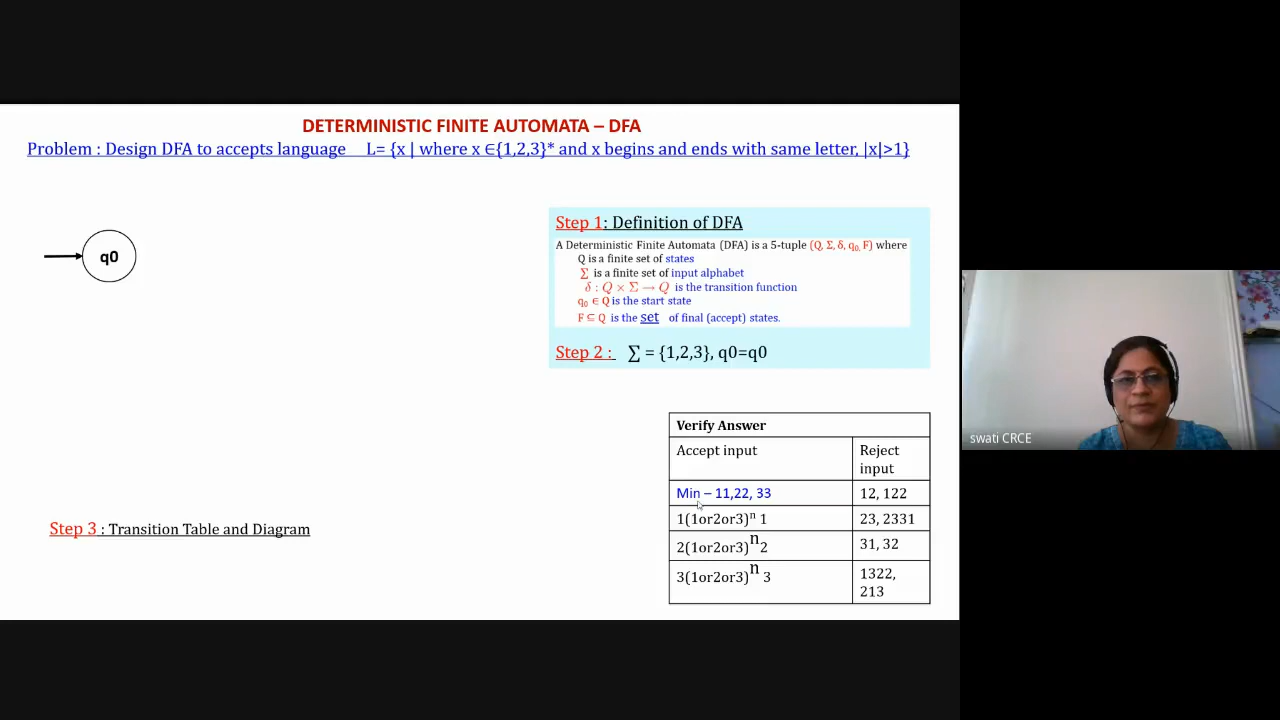 DETERMINISTIC FINITE AUTOMATA – DFA
Problem : Design DFA to accepts language L= {x | where x ∈{1,2,3}* and x begins and ends with same letter, |x|>1}
q0
Step 1: Definition of DFA
A Deterministic Finite Automata (DFA) is a 5-tuple (Q, Σ, δ, q₀, F) where
Q is a finite set of states
Σ is a finite set of input alphabet
δ : Q × Σ → Q is the transition function
q₀ ∈ Q is the start state
F ⊆ Q is the set of final (accept) states.
Step 2 : ∑ = {1,2,3}, q0=q0
Verify Answer
Accept input Reject input
Min – 11,22, 33 12, 122
1(1or2or3)ⁿ 1 23, 2331
2(1or2or3)ⁿ2 31, 32
3(1or2or3)ⁿ 3 1322, 213
Step 3 : Transition Table and Diagram
swati CRCE